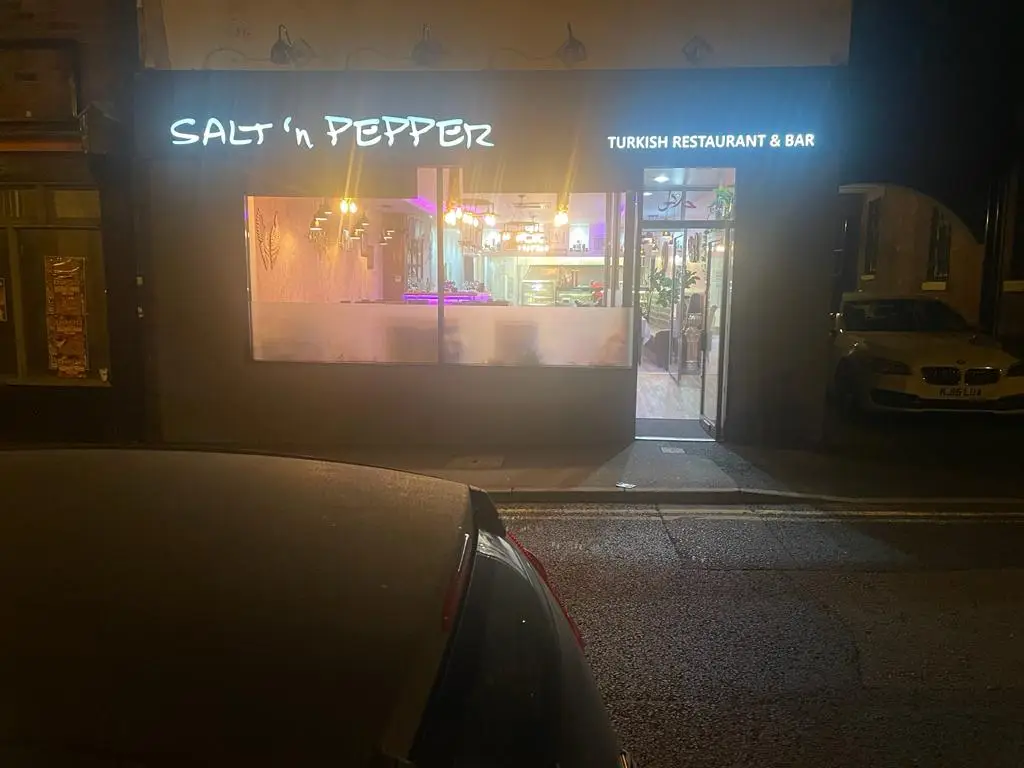 SALT 'n PEPPER
TURKISH RESTAURANT & BAR